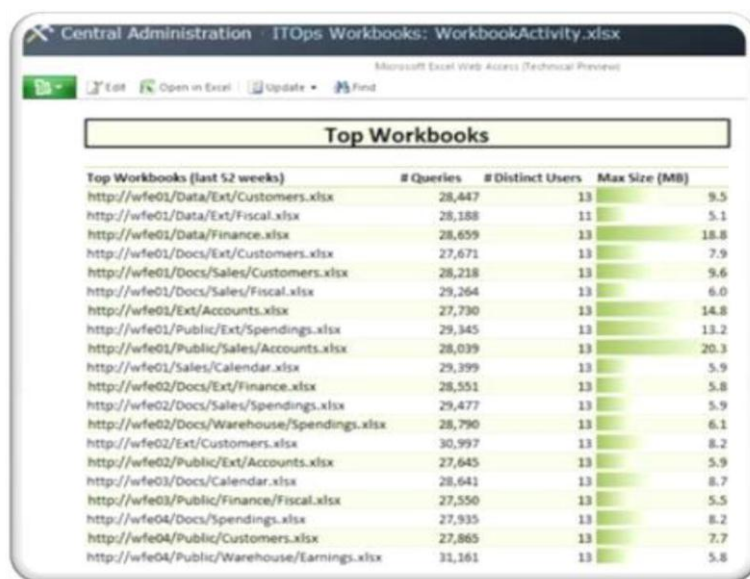 Central Administration · ITOps Workbooks: WorkbookActivity.xlsx
Microsoft Excel Web Access (Technical Preview)
Edit Open in Excel Update Find
Top Workbooks
Top Workbooks (last 52 weeks) # Queries # Distinct Users Max Size (MB)
http://wfe01/Data/Ext/Customers.xlsx 28,447 13 9.5
http://wfe01/Data/Ext/Fiscal.xlsx 28,188 11 5.1
http://wfe01/Data/Finance.xlsx 28,659 13 18.8
http://wfe01/Docs/Ext/Customers.xlsx 27,671 13 7.9
http://wfe01/Docs/Sales/Customers.xlsx 28,218 13 9.6
http://wfe01/Docs/Sales/Fiscal.xlsx 29,264 13 6.0
http://wfe01/Ext/Accounts.xlsx 27,730 13 14.8
http://wfe01/Public/Ext/Spendings.xlsx 29,345 13 13.2
http://wfe01/Public/Sales/Accounts.xlsx 28,039 13 20.3
http://wfe01/Sales/Calendar.xlsx 29,399 13 5.9
http://wfe02/Docs/Ext/Finance.xlsx 28,551 13 5.8
http://wfe02/Docs/Sales/Spendings.xlsx 29,477 13 5.9
http://wfe02/Docs/Warehouse/Spendings.xlsx 28,790 13 6.1
http://wfe02/Ext/Customers.xlsx 30,997 13 8.2
http://wfe02/Public/Ext/Accounts.xlsx 27,645 13 5.9
http://wfe03/Docs/Calendar.xlsx 28,641 13 8.7
http://wfe03/Public/Finance/Fiscal.xlsx 27,550 13 5.5
http://wfe04/Docs/Spendings.xlsx 27,935 13 8.2
http://wfe04/Public/Customers.xlsx 27,865 13 7.7
http://wfe04/Public/Warehouse/Earnings.xlsx 31,161 13 5.8